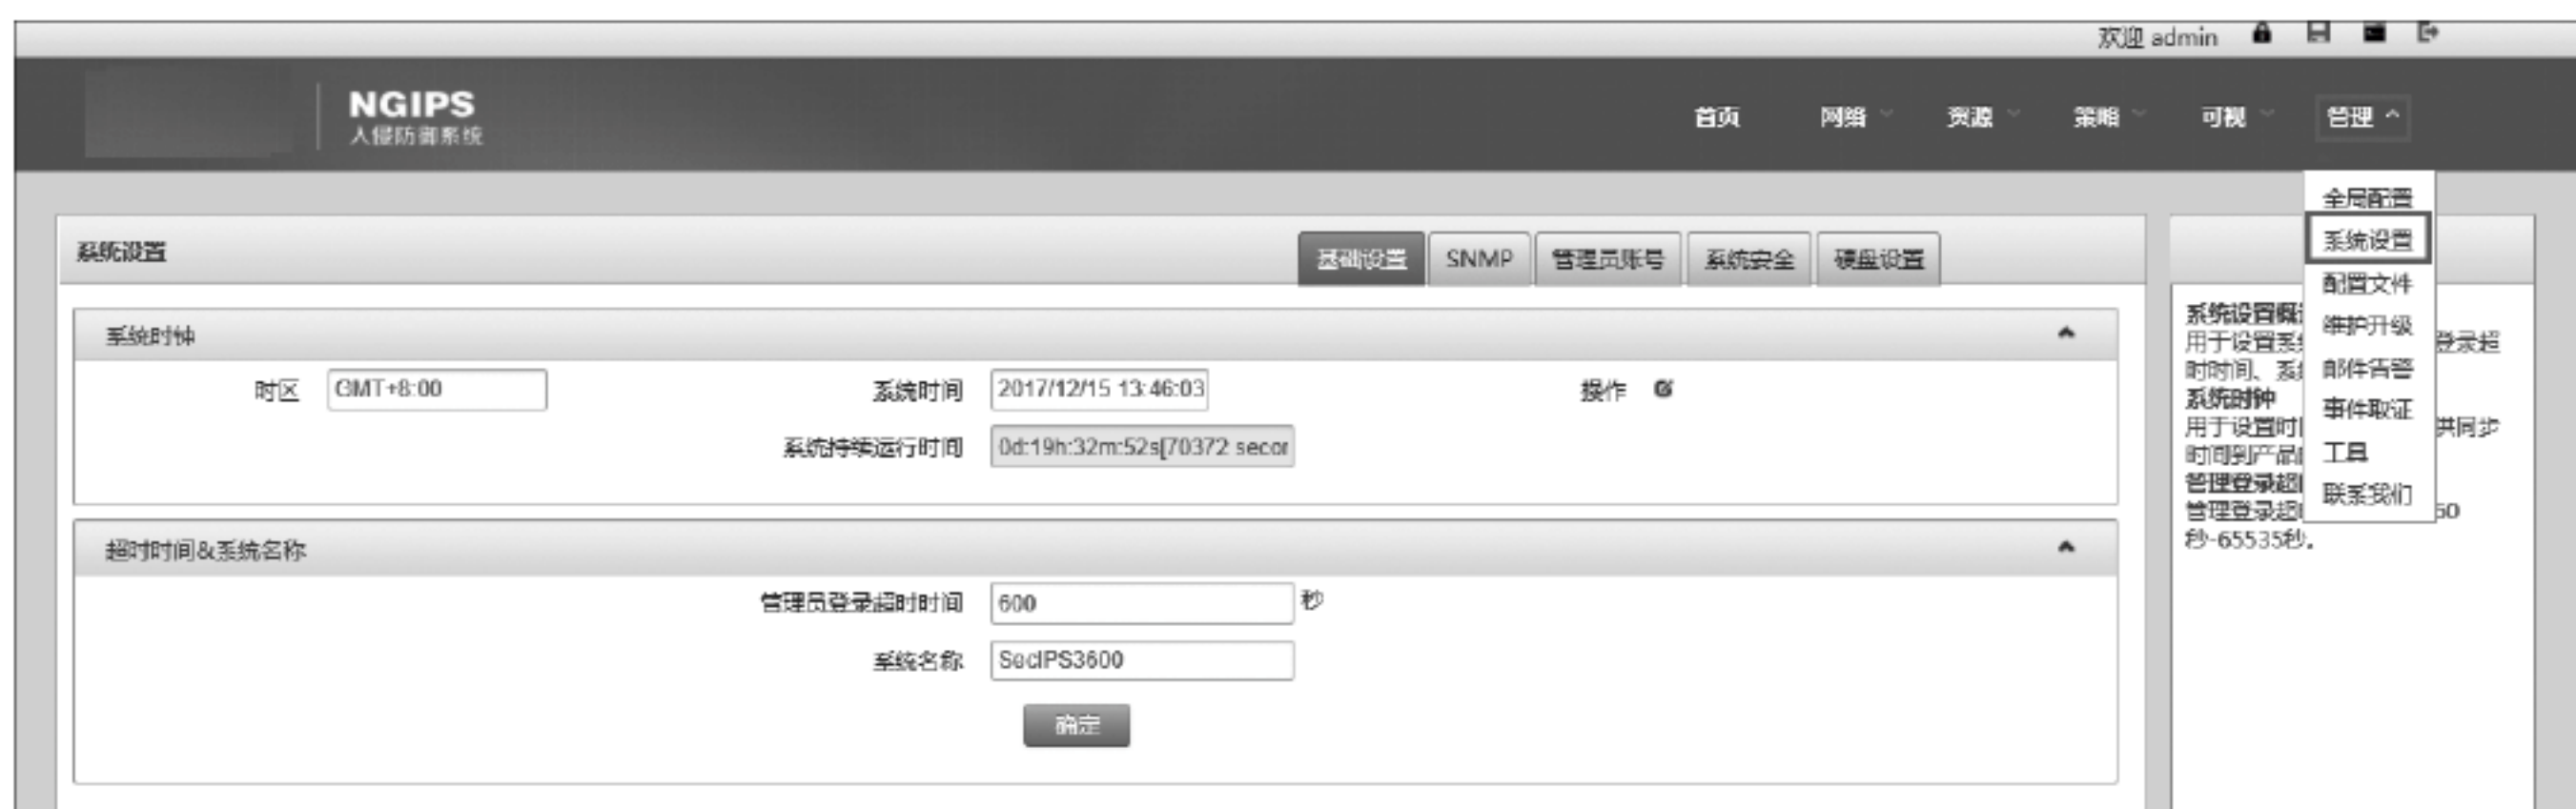 欢迎 admin
NGIPS
入侵防御系统
首页 网络 资源 策略 可视 管理
全局配置
系统设置
配置文件
维护升级
邮件告警
事件取证
工具
联系我们
系统设置
基础设置 SNMP 管理员账号 系统安全 硬盘设置
系统时钟
时区 GMT+8:00 系统时间 2017/12/15 13:46:03 操作
系统持续运行时间 0d:19h:32m:52s[70372 secor
超时时间&系统名称
管理员登录超时时间 600 秒
系统名称 SecIPS3600
确定
系统设置概
用于设置系 登录超
时时间、系
系统时钟
用于设置时 供同步
时间到产品
管理登录超
管理登录超 60
秒-65535秒。